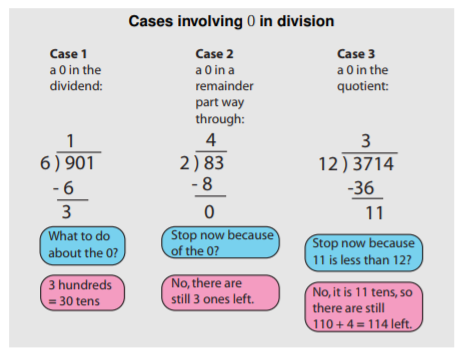 Cases involving 0 in division
Case 1
a 0 in the
dividend:
1
6 ) 901
- 6
3
What to do
about the 0?
3 hundreds
= 30 tens
Case 2
a 0 in a
remainder
part way
through:
4
2 ) 83
- 8
0
Stop now because
of the 0?
No, there are
still 3 ones left.
Case 3
a 0 in the
quotient:
3
12 ) 3714
-36
11
Stop now because
11 is less than 12?
No, it is 11 tens, so
there are still
110 + 4 = 114 left.